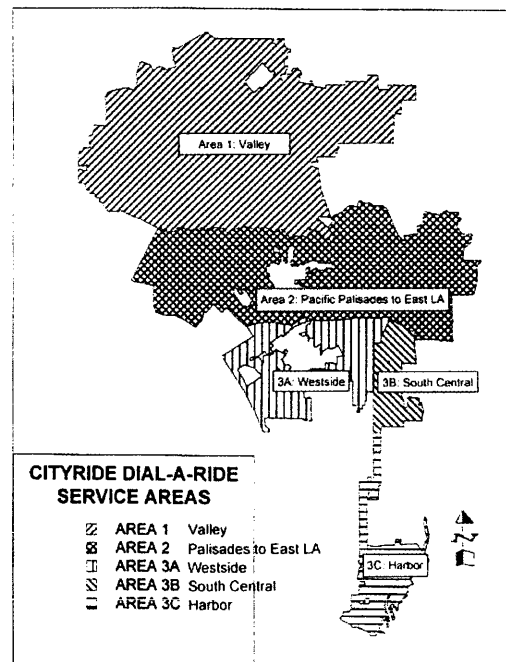 Area 1: Valley
Area 2: Pacific Palisades to East LA
3A: Westside
3B: South Central
CITYRIDE DIAL-A-RIDE
SERVICE AREAS
AREA 1 Valley
AREA 2 Palisades to East LA
AREA 3A Westside
AREA 3B South Central
AREA 3C Harbor
3C: Harbor